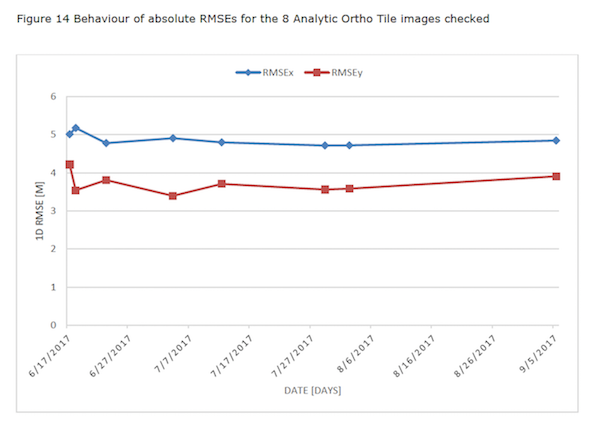 Figure 14 Behaviour of absolute RMSEs for the 8 Analytic Ortho Tile images checked
RMSEx RMSEy
6
5
4
3
2
1
0
1D RMSE [M]
6/17/2017 6/27/2017 7/7/2017 7/17/2017 7/27/2017 8/6/2017 8/16/2017 8/26/2017 9/5/2017
DATE [DAYS]